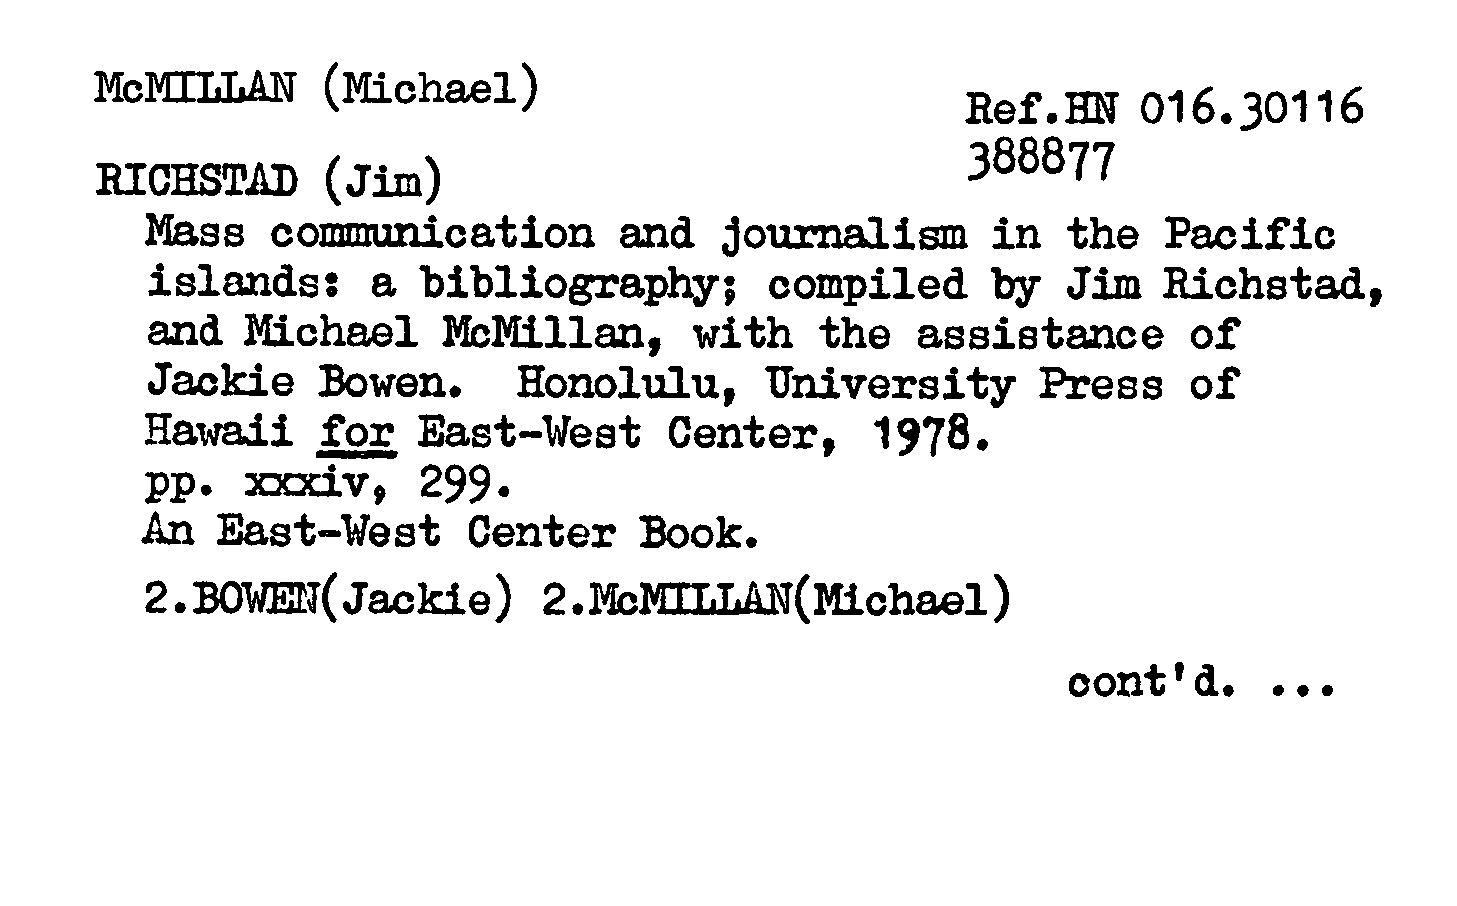 McMILLAN (Michael)
Ref.HN 016.30116
388877
RICHSTAD (Jim)
Mass communication and journalism in the Pacific
islands: a bibliography; compiled by Jim Richstad,
and Michael McMillan, with the assistance of
Jackie Bowen.  Honolulu, University Press of
Hawaii for East-West Center, 1978.
pp. xxxiv, 299.
An East-West Center Book.
2.BOWEN(Jackie) 2.McMILLAN(Michael)
cont'd. ...